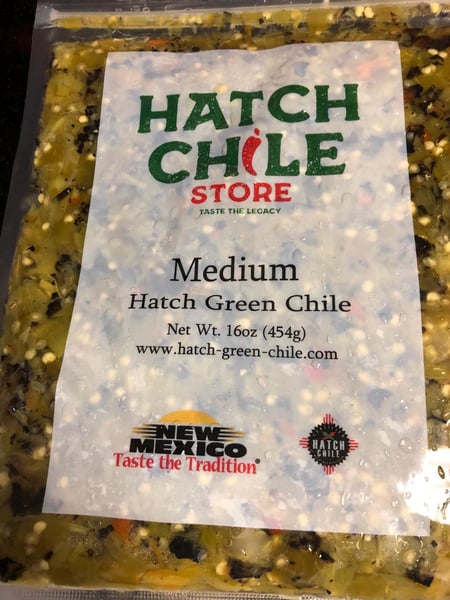 HATCH
CHILE
STORE
TASTE THE LEGACY
Medium
Hatch Green Chile
Net Wt. 16oz (454g)
www.hatch-green-chile.com
NEW
MEXICO
Taste the Tradition®
HATCH
CHILE